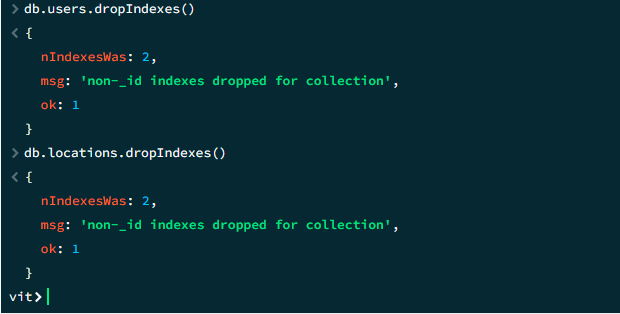 > db.users.dropIndexes()
< {
nIndexesWas: 2,
msg: 'non-_id indexes dropped for collection',
ok: 1
}
> db.locations.dropIndexes()
< {
nIndexesWas: 2,
msg: 'non-_id indexes dropped for collection',
ok: 1
}
vit>